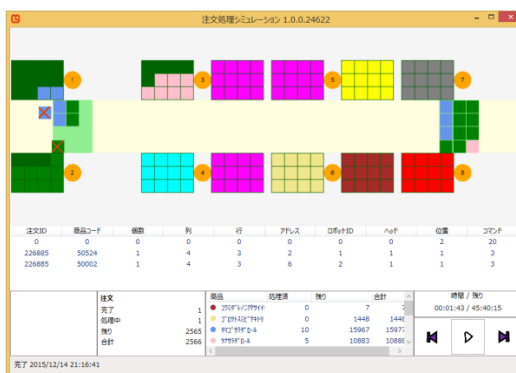 注文処理シミュレーション 1.0.0.24622
1 3 5 7
2 4 6 8
注文ID 商品コード 個数 列 行 アドレス ロボットID ヘッド 位置 コマンド
0 0 0 0 0 0 0 0 2 20
226885 50524 1 4 3 2 1 1 1 3
226885 50002 1 4 3 6 2 1 1 3
注文
完了 1
処理中 1
残り 2565
合計 2566
商品 処理済 残り 合計
0 7
0 1448 1448
10 15967 15977
5 10883 10888
時間 / 残り
00:01:43 / 45:40:15
完了 2015/12/14 21:16:41